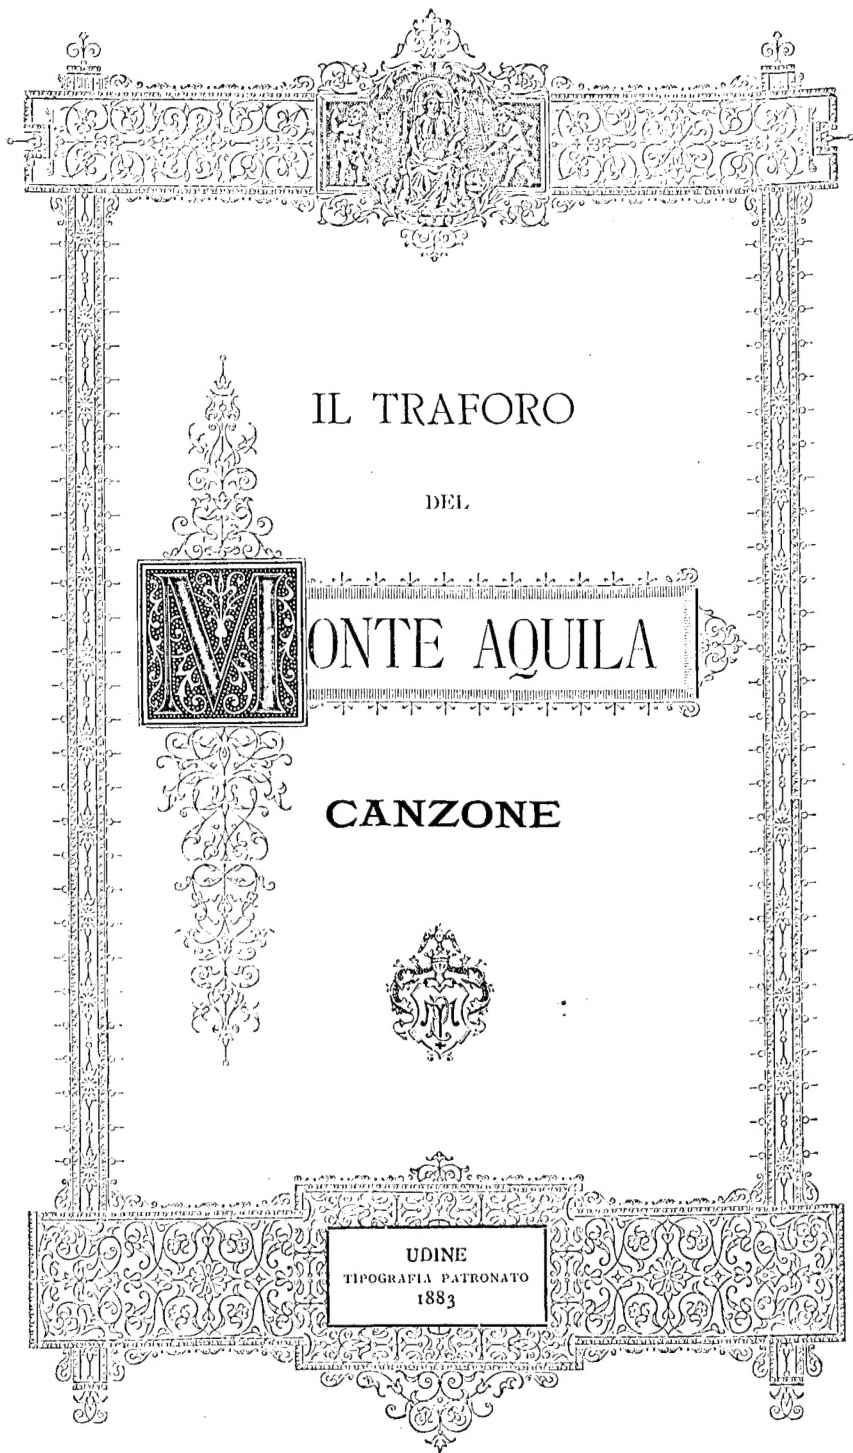 IL TRAFORO
DEL
MONTE AQUILA
CANZONE
UDINE
TIPOGRAFIA PATRONATO
1883